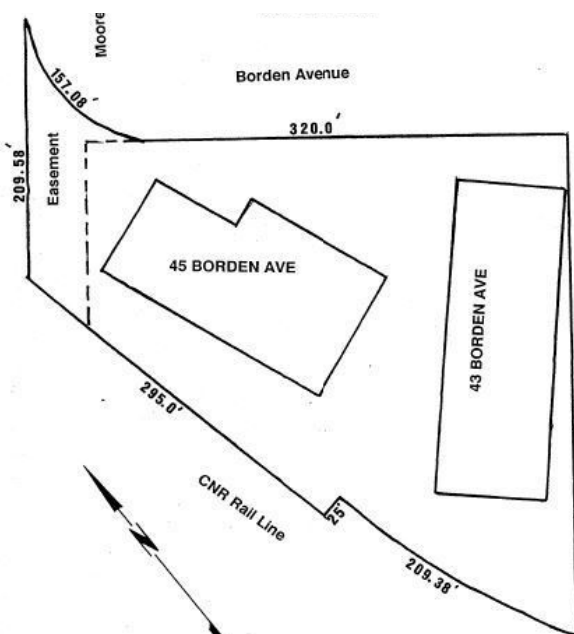 Moore
Borden Avenue
157.08'
320.0'
209.58'
Easement
45 BORDEN AVE
43 BORDEN AVE
295.0'
CNR Rail Line
25'
209.38'
N